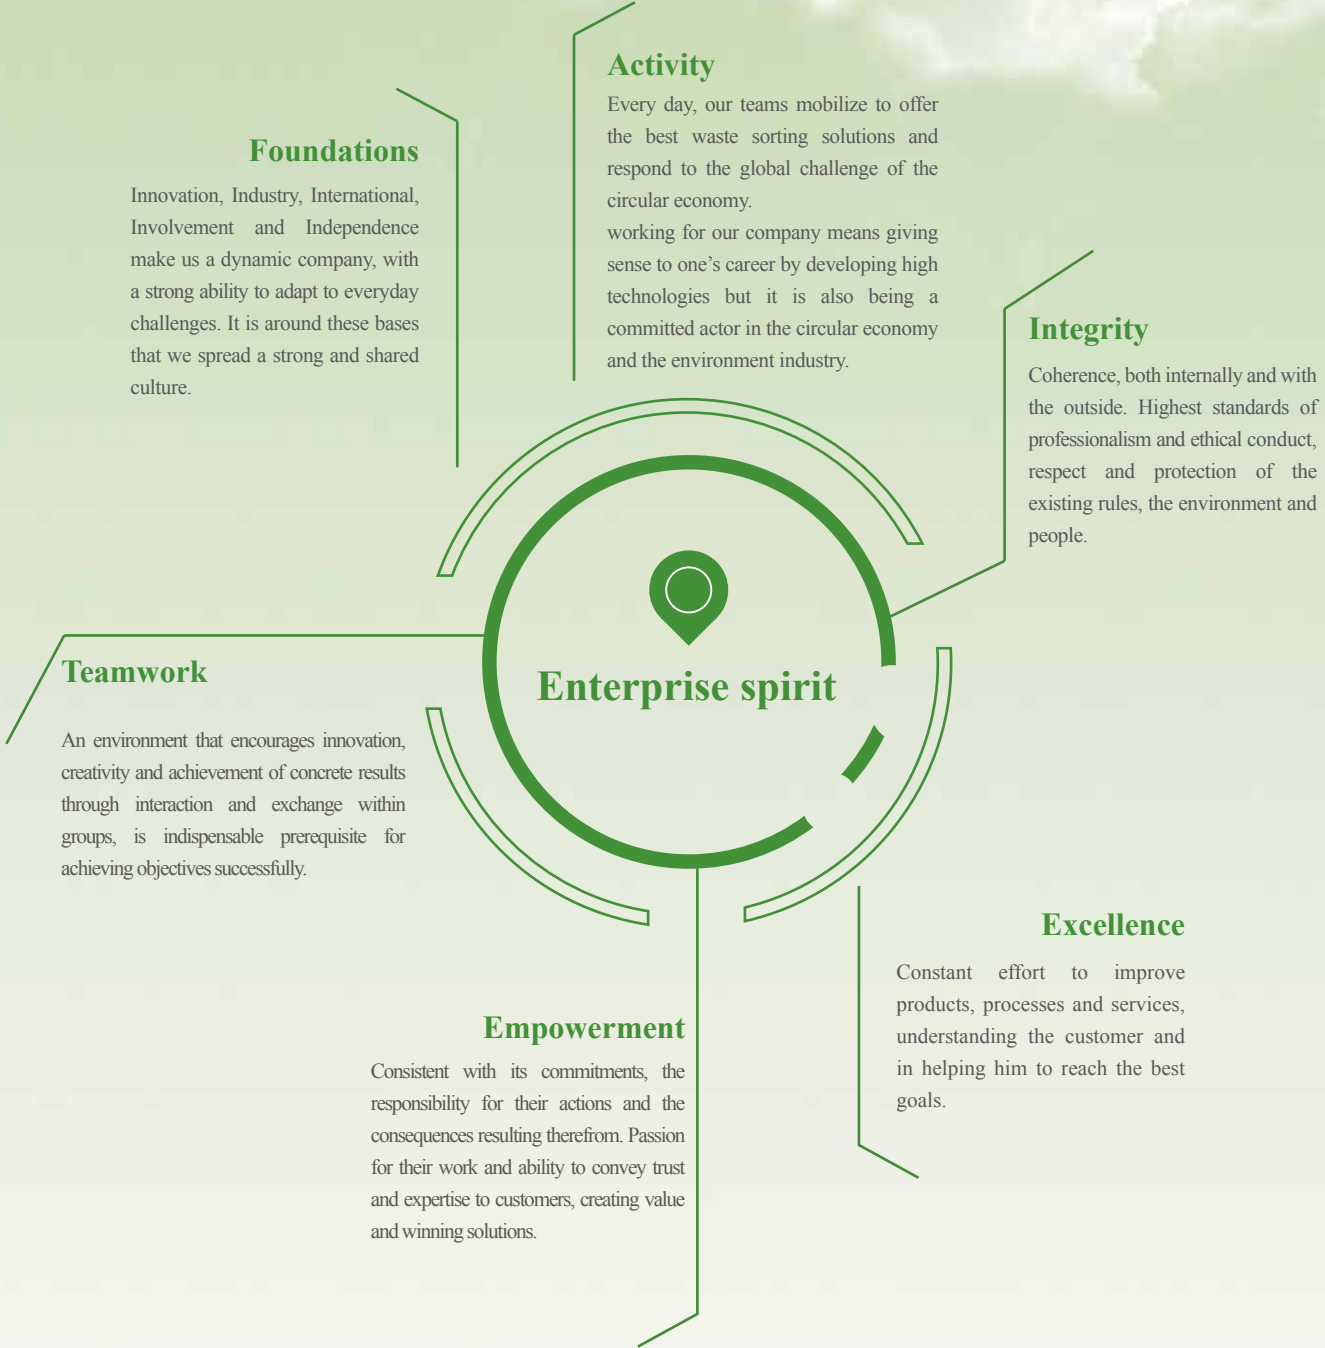 Activity
Every day, our teams mobilize to offer
the best waste sorting solutions and
respond to the global challenge of the
circular economy.
working for our company means giving
sense to one’s career by developing high
technologies but it is also being a
committed actor in the circular economy
and the environment industry.
Foundations
Innovation, Industry, International,
Involvement and Independence
make us a dynamic company, with
a strong ability to adapt to everyday
challenges. It is around these bases
that we spread a strong and shared
culture.
Integrity
Coherence, both internally and with
the outside. Highest standards of
professionalism and ethical conduct,
respect and protection of the
existing rules, the environment and
people.
Enterprise spirit
Teamwork
An environment that encourages innovation,
creativity and achievement of concrete results
through interaction and exchange within
groups, is indispensable prerequisite for
achieving objectives successfully.
Excellence
Constant effort to improve
products, processes and services,
understanding the customer and
in helping him to reach the best
goals.
Empowerment
Consistent with its commitments, the
responsibility for their actions and the
consequences resulting therefrom. Passion
for their work and ability to convey trust
and expertise to customers, creating value
and winning solutions.